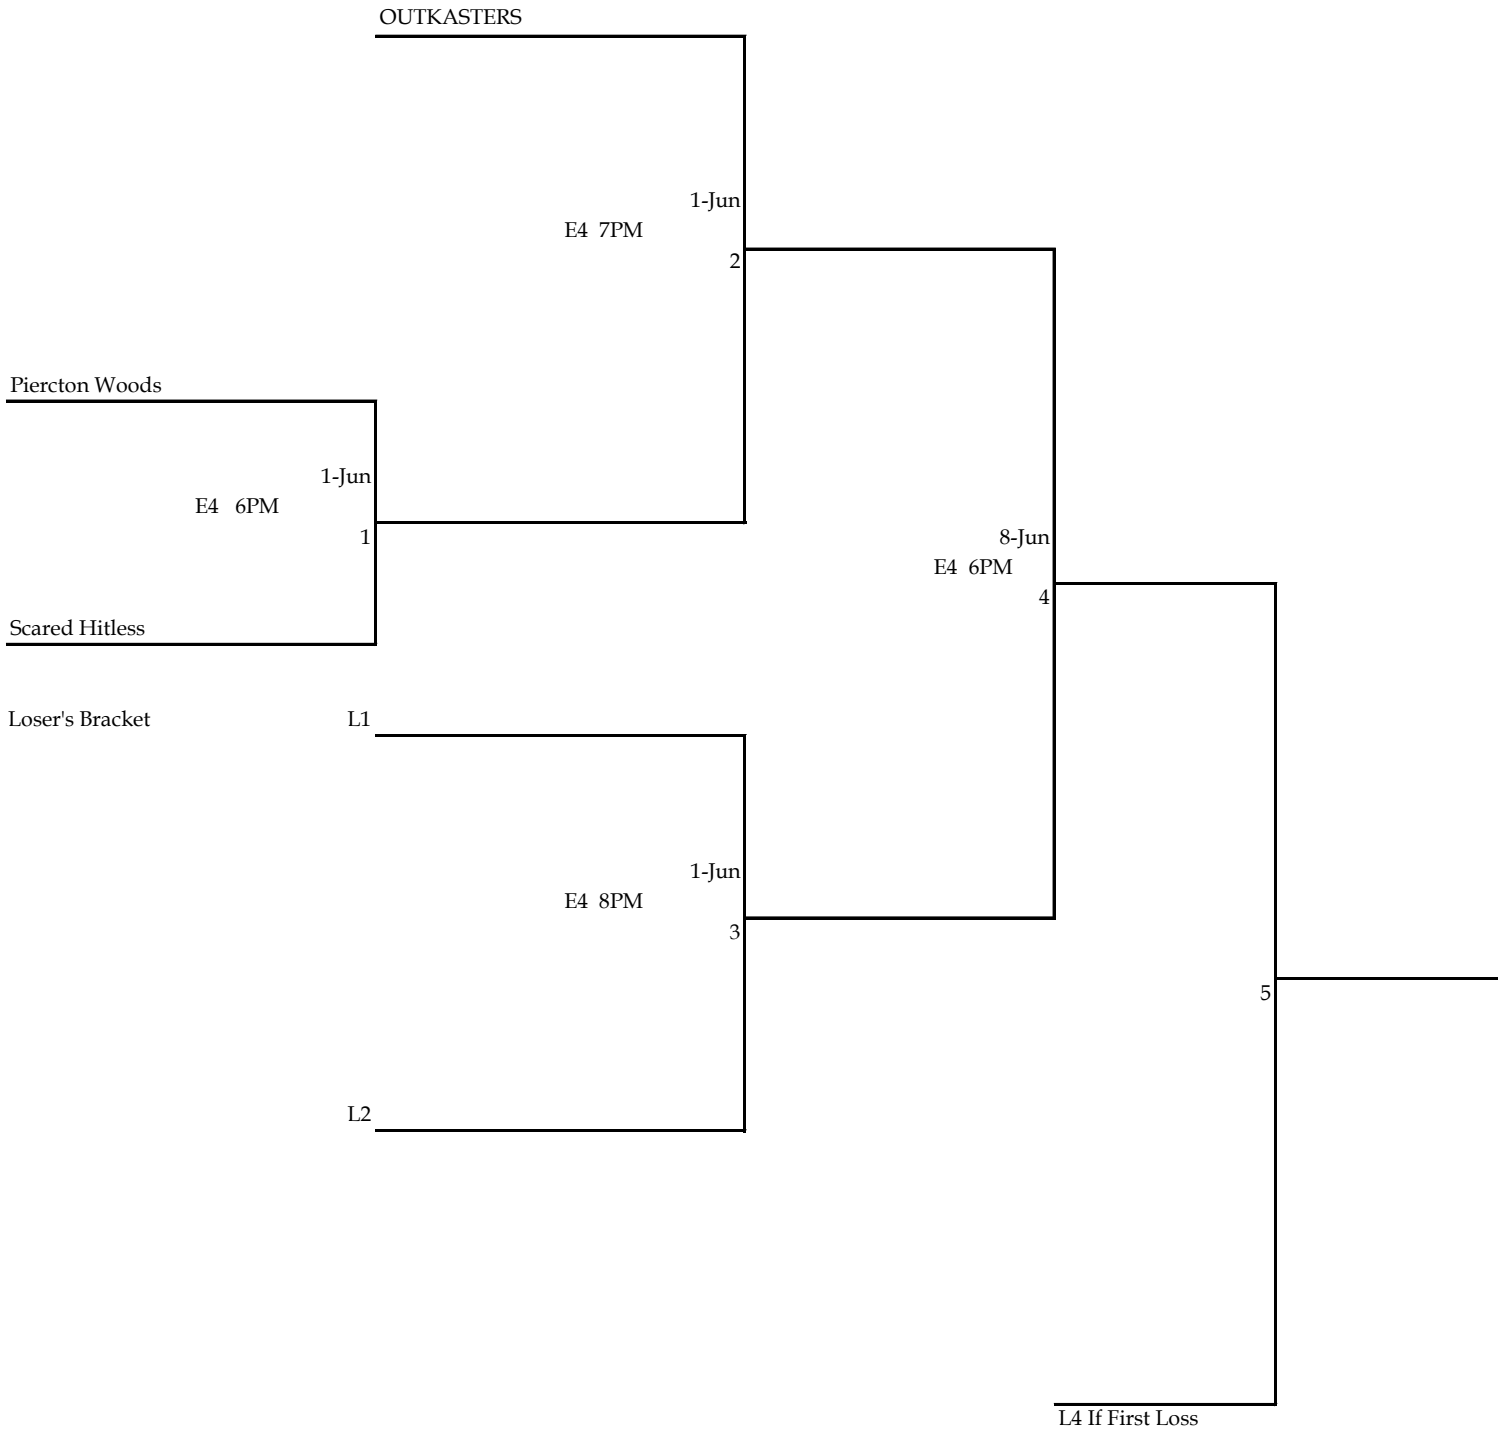 OUTKASTERS
1-Jun
E4  7PM
2
Piercton Woods
1-Jun
E4   6PM
1
8-Jun
E4  6PM
4
Scared Hitless
Loser's Bracket
L1
1-Jun
E4  8PM
3
5
L2
L4 If First Loss